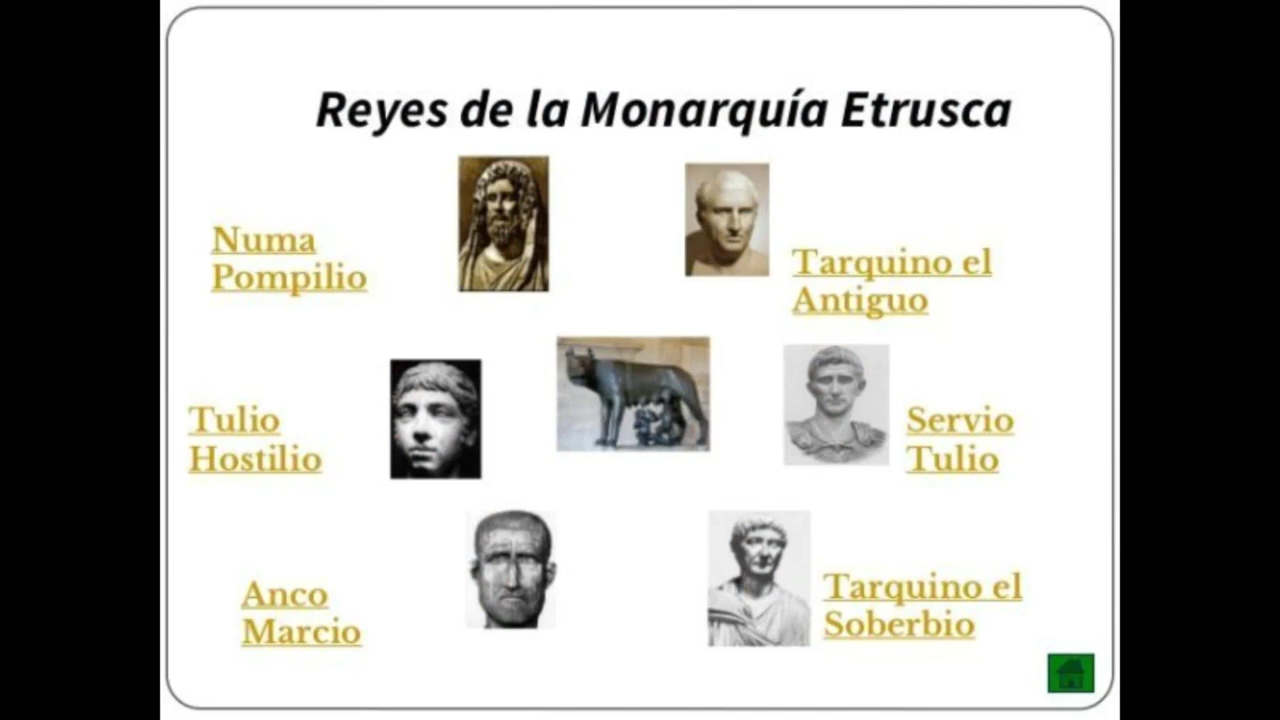 Reyes de la Monarquía Etrusca
Numa
Pompilio
Tarquino el
Antiguo
Tulio
Hostilio
Servio
Tulio
Anco
Marcio
Tarquino el
Soberbio